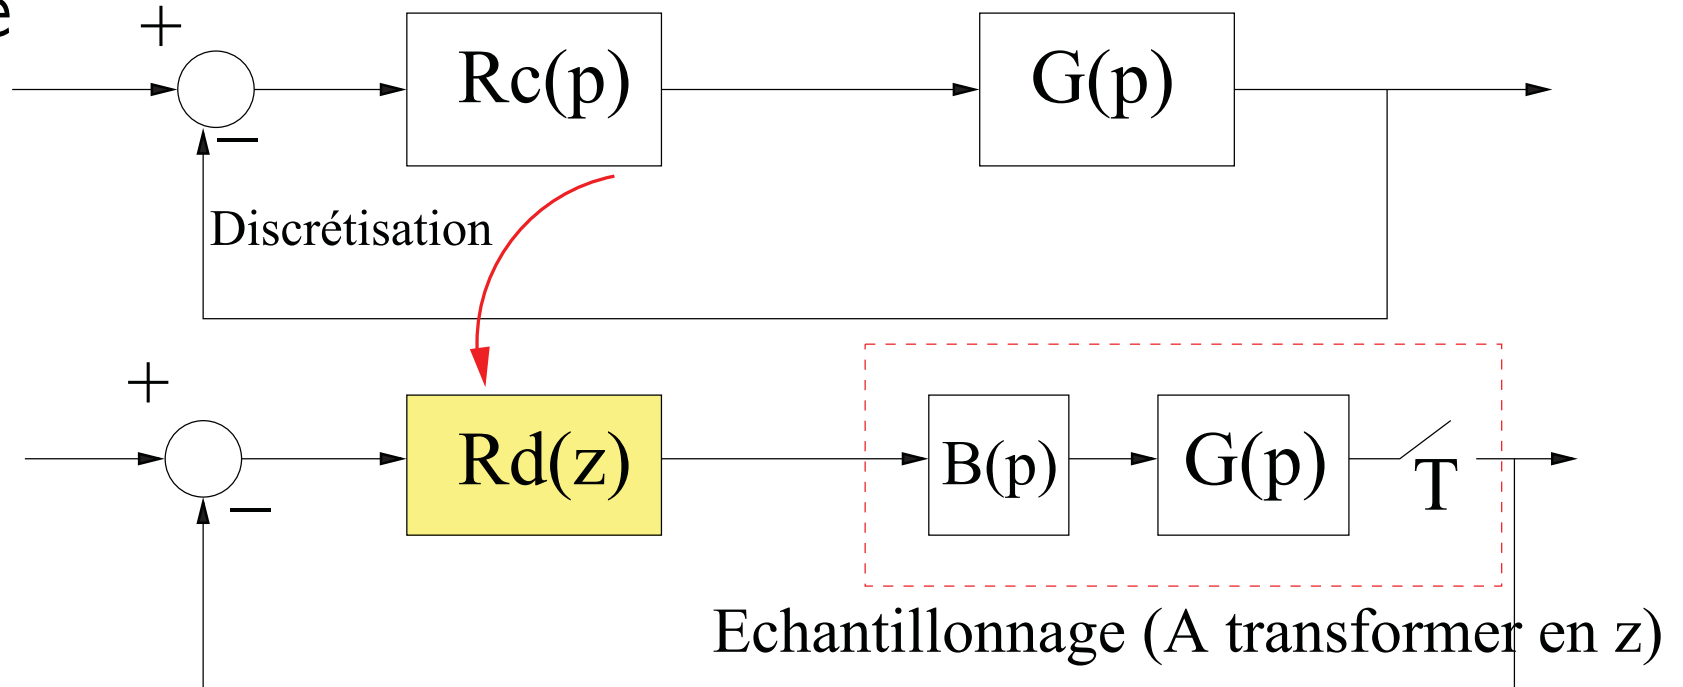 e
+
Rc(p)
G(p)
−
Discrétisation
+
Rd(z)
B(p)
G(p)
T
−
Echantillonnage (A transformer en z)